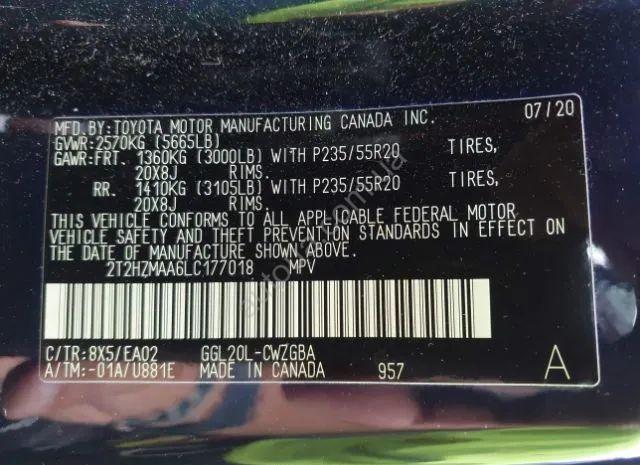 07/20
MFD.BY:TOYOTA MOTOR MANUFACTURING CANADA INC.
GVWR:2570KG (5665LB)
GAWR:FRT. 1360KG (3000LB) WITH P235/55R20 TIRES,
20X8J RIMS.
RR. 1410KG (3105LB) WITH P235/55R20 TIRES,
20X8J RIMS.
THIS VEHICLE CONFORMS TO ALL APPLICABLE FEDERAL MOTOR
VEHICLE SAFETY AND THEFT PREVENTION STANDARDS IN EFFECT ON
THE DATE OF MANUFACTURE SHOWN ABOVE.
2T2HZMAA6LC177018 MPV
C/TR:8X5/EA02 GGL20L-CWZGBA
A/TM:-01A/U881E MADE IN CANADA 957 A